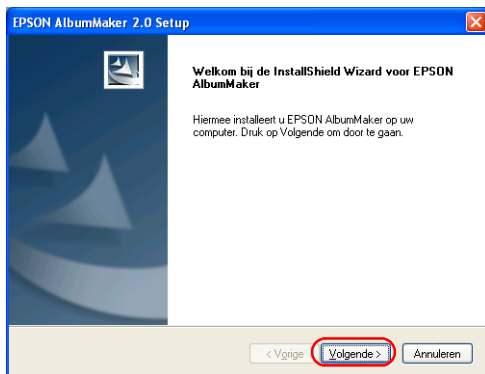 EPSON AlbumMaker 2.0 Setup
Welkom bij de InstallShield Wizard voor EPSON
AlbumMaker
Hiermee installeert u EPSON AlbumMaker op uw
computer. Druk op Volgende om door te gaan.
< Vorige Volgende > Annuleren